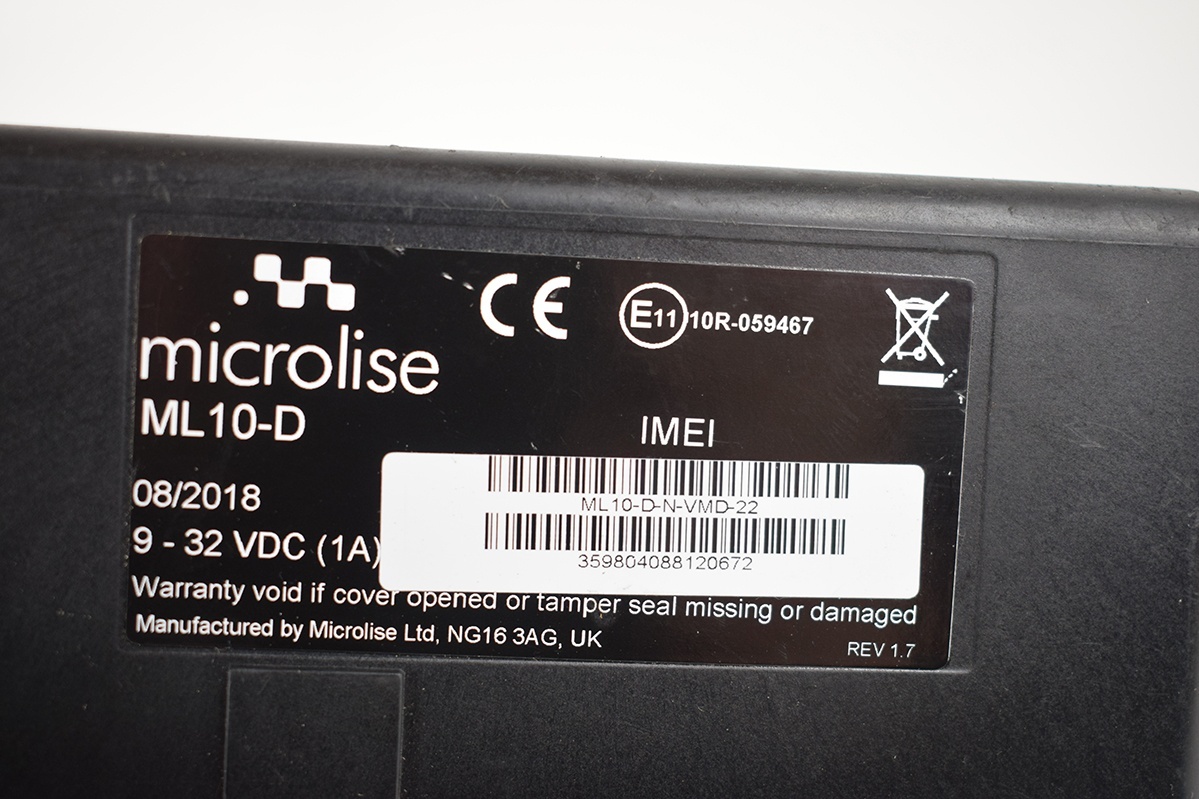 microlise
CE E11 10R-059467
ML10-D
IMEI
08/2018
ML10-D-N-VMD-22
9 - 32 VDC (1A)
359804088120672
Warranty void if cover opened or tamper seal missing or damaged
Manufactured by Microlise Ltd, NG16 3AG, UK
REV 1.7